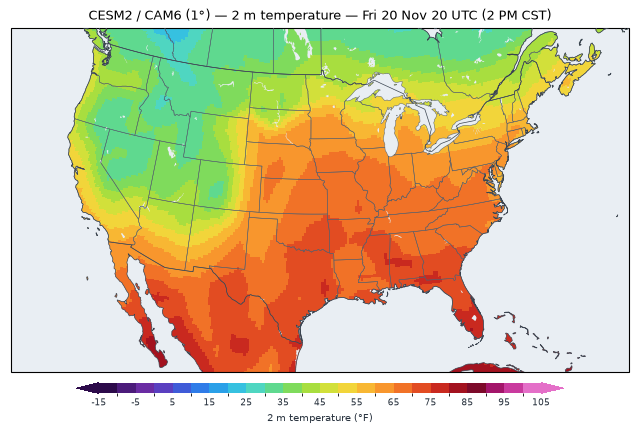 CESM2 / CAM6 (1°) — 2 m temperature — Fri 20 Nov 20 UTC (2 PM CST)
-15 -5 5 15 25 35 45 55 65 75 85 95 105
2 m temperature (°F)